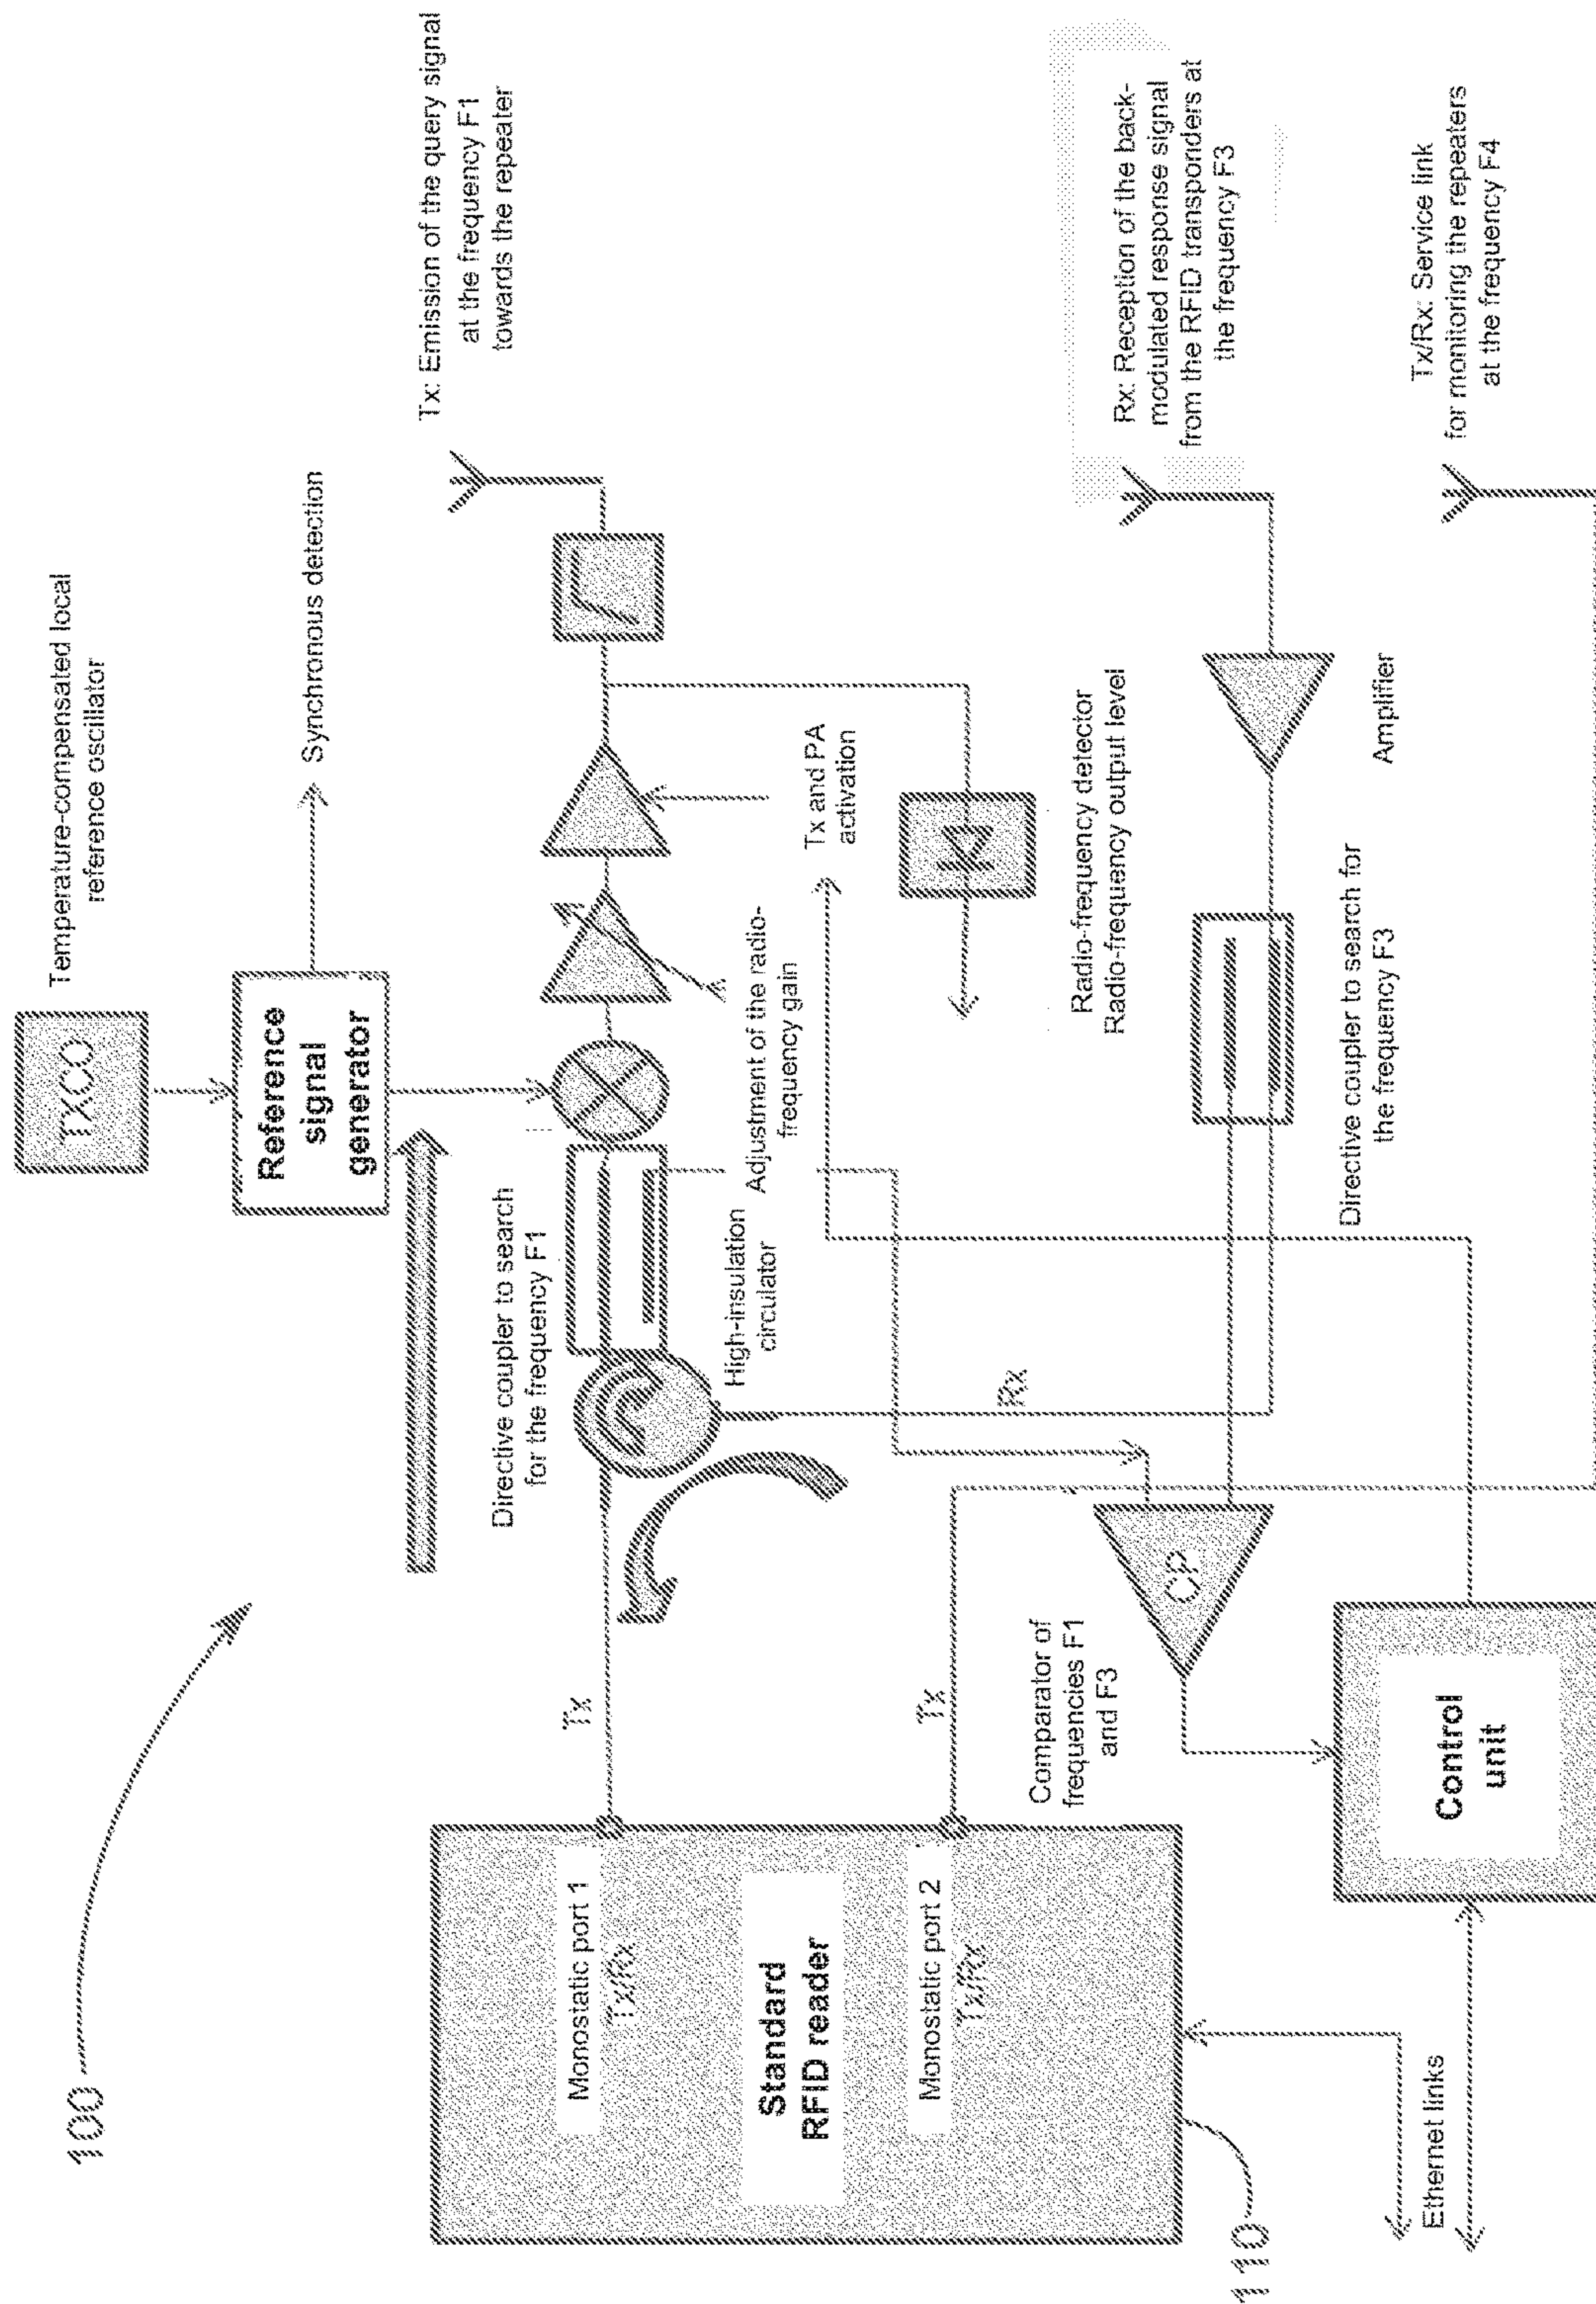 100
TXCO
Temperature-compensated local
reference oscillator
Reference
signal
generator
Synchronous detection
Tx: Emission of the query signal
at the frequency F1
towards the repeater
Directive coupler to search
for the frequency F1
Tx
High-insulation
circulator
Adjustment of the radio-
frequency gain
Tx and PA
activation
Monostatic port 1
Tx/Rx
Standard
RFID reader
Monostatic port 2
Tx/Rx
Tx
Rx
Radio-frequency detector
Radio-frequency output level
Rx: Reception of the back-
modulated response signal
from the RFID transponders at
the frequency F3
Comparator of
frequencies F1
and F3
CP
Directive coupler to search for
the frequency F3
Amplifier
Tx/Rx: Service link
for monitoring the repeaters
at the frequency F4
110
Ethernet links
Control
unit